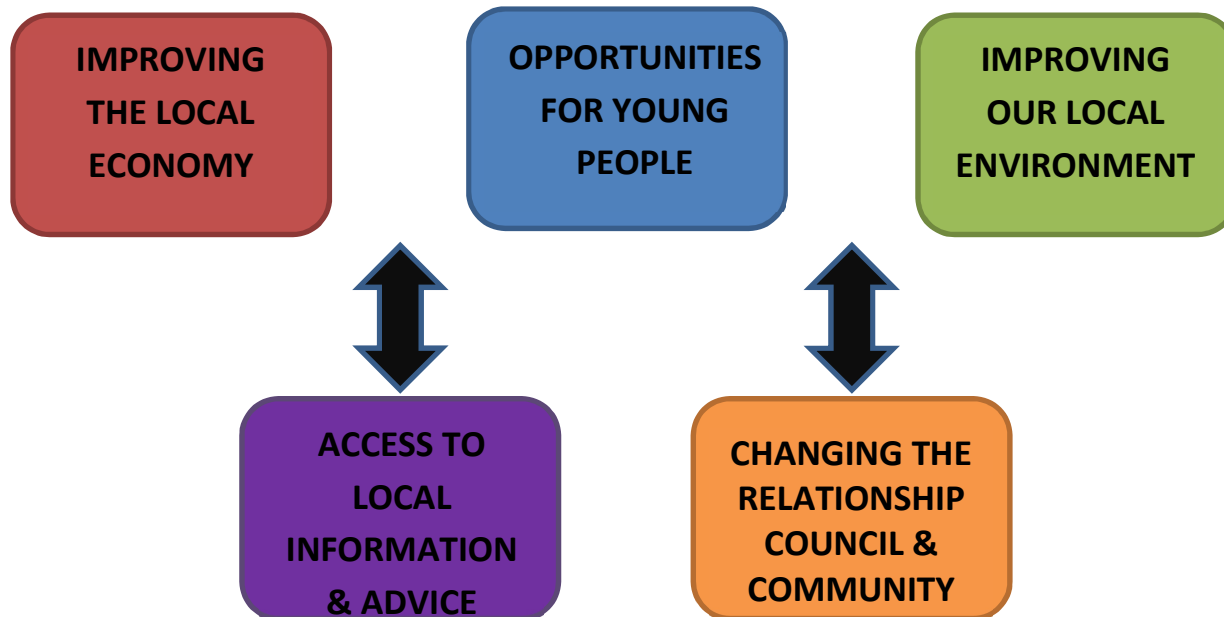 IMPROVING
THE LOCAL
ECONOMY
OPPORTUNITIES
FOR YOUNG
PEOPLE
IMPROVING
OUR LOCAL
ENVIRONMENT
ACCESS TO
LOCAL
INFORMATION
& ADVICE
CHANGING THE
RELATIONSHIP
COUNCIL &
COMMUNITY